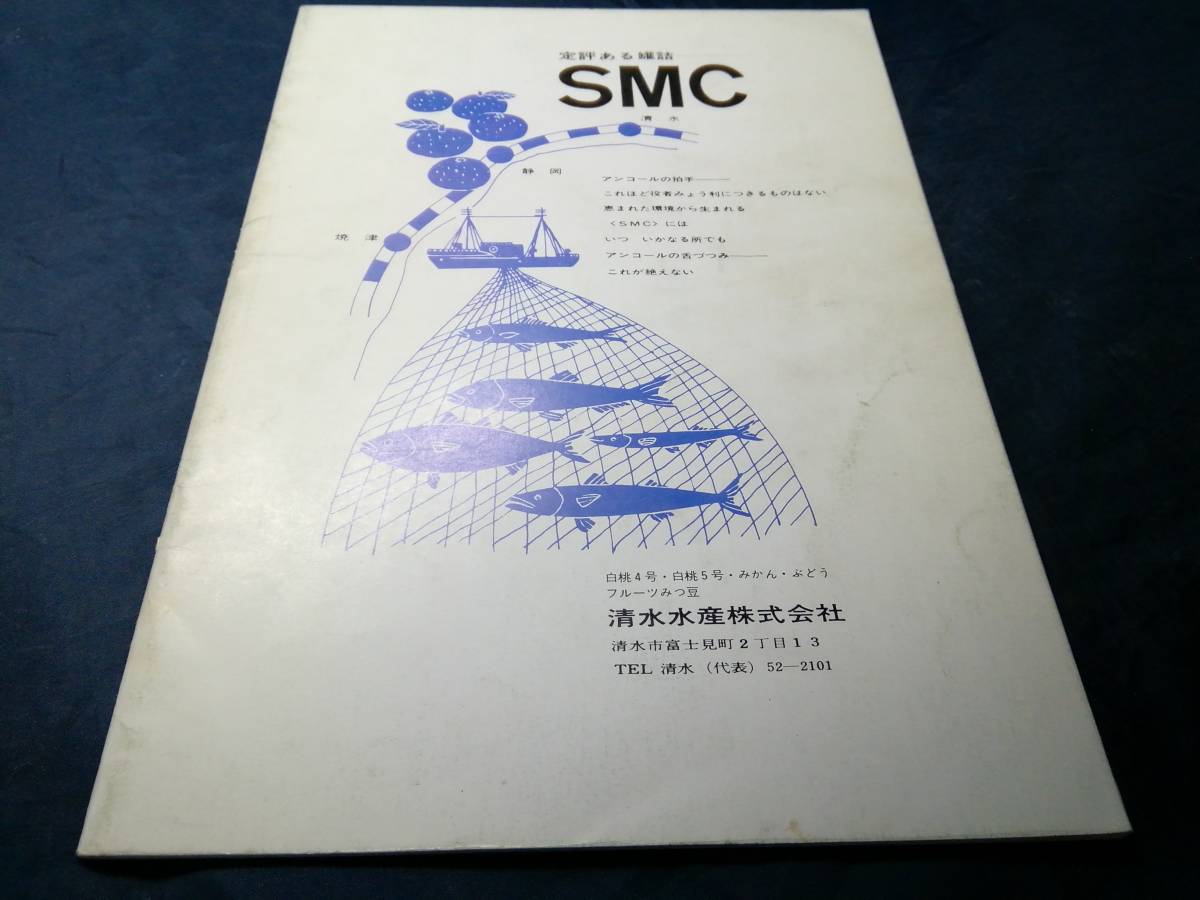 定評ある罐詰
SMC
清水
静岡
焼津
アンコールの拍手———
これほど役者みょう利につきるものはない
恵まれた環境から生まれる
〈SMC〉には
いつ　いかなる所でも
アンコールの舌づつみ———
これが絶えない
白桃4号・白桃5号・みかん・ぶどう
フルーツみつ豆
清水水産株式会社
清水市富士見町2丁目13
TEL 清水（代表）52—2101